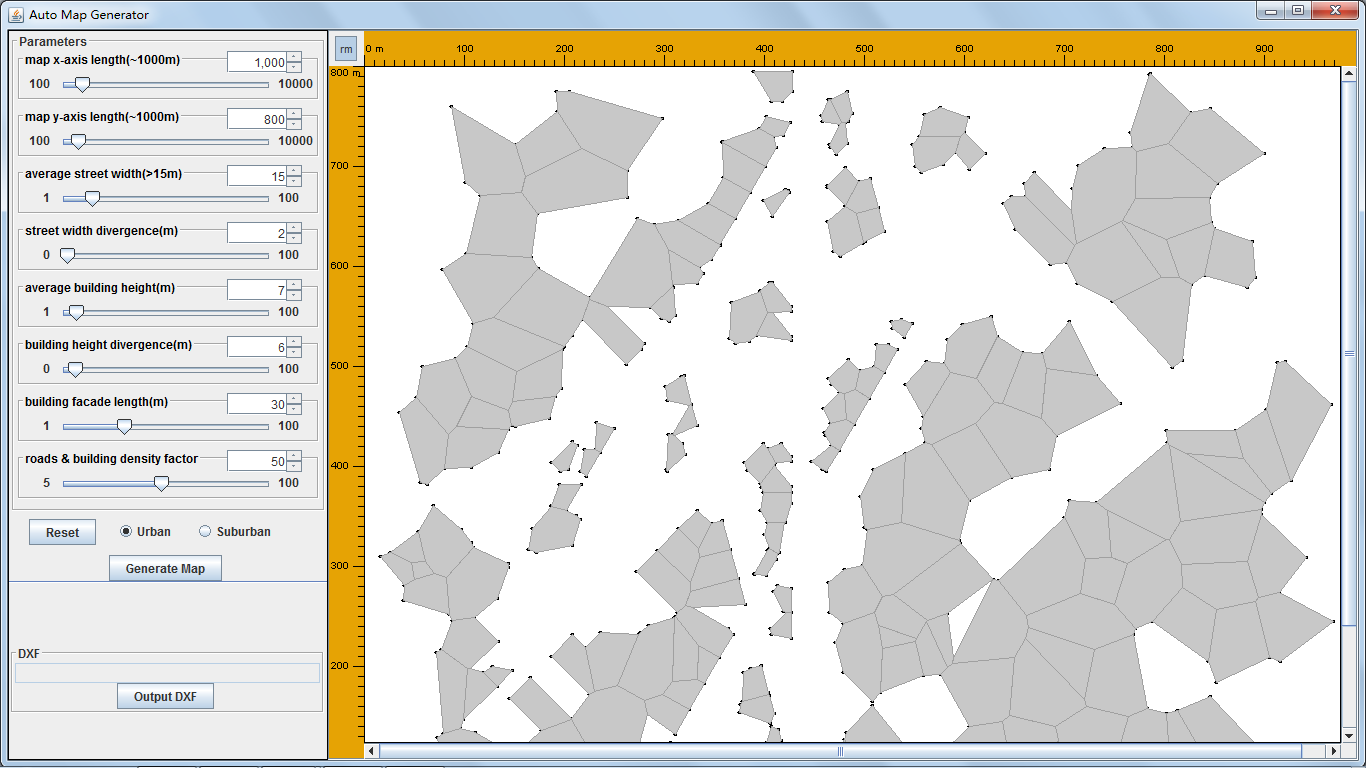 Auto Map Generator
Parameters
map x-axis length(~1000m)
1,000
100
10000
map y-axis length(~1000m)
800
100
10000
average street width(>15m)
15
1
100
street width divergence(m)
2
0
100
average building height(m)
7
1
100
building height divergence(m)
6
0
100
building facade length(m)
30
1
100
roads & building density factor
50
5
100
Reset
Urban
Suburban
Generate Map
DXF
Output DXF
rm
0 m 100 200 300 400 500 600 700 800 900
800 m
700
600
500
400
300
200